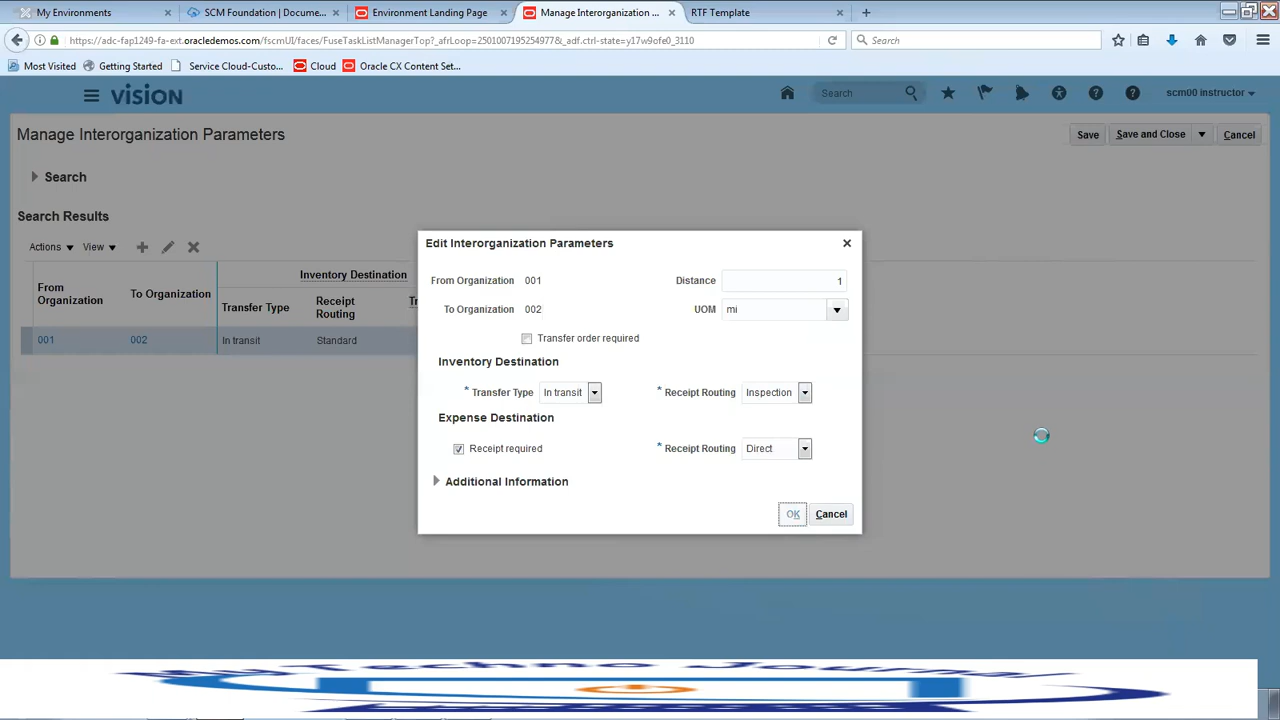 My Environments
SCM Foundation | Docume...
Environment Landing Page
Manage Interorganization ...
RTF Template
https://adc-fap1249-fa-ext.oracledemos.com/fscmUI/faces/FuseTaskListManagerTop?_afrLoop=2501007195254977&_adf.ctrl-state=y17w9ofe0_3110
Search
Most Visited
Getting Started
Service Cloud-Custo...
Cloud
Oracle CX Content Set...
VISION
Search
scm00 instructor
Manage Interorganization Parameters
Save
Save and Close
Cancel
Search
Search Results
Actions
View
Inventory Destination
From Organization
To Organization
Transfer Type
Receipt Routing
001
002
In transit
Standard
Edit Interorganization Parameters
From Organization 001
Distance 1
To Organization 002
UOM mi
Transfer order required
Inventory Destination
* Transfer Type In transit
* Receipt Routing Inspection
Expense Destination
Receipt required
* Receipt Routing Direct
Additional Information
OK
Cancel
My Techno Journal